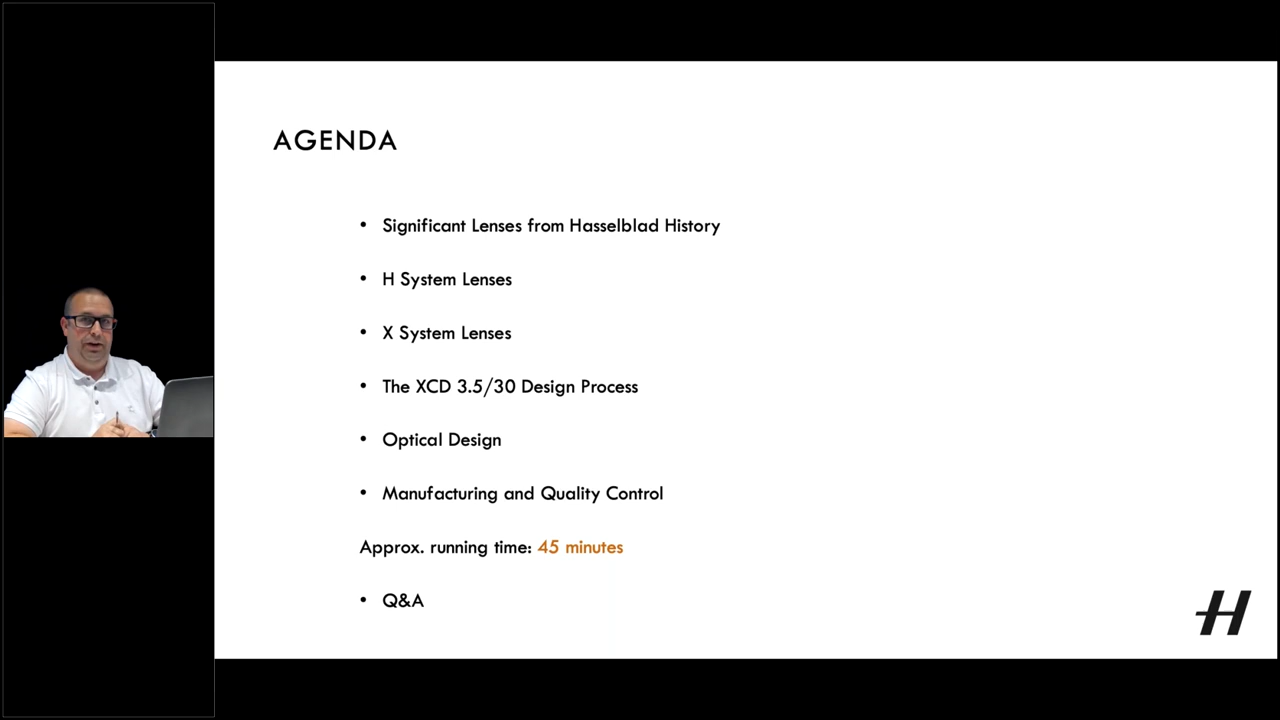 AGENDA
• Significant Lenses from Hasselblad History
• H System Lenses
• X System Lenses
• The XCD 3.5/30 Design Process
• Optical Design
• Manufacturing and Quality Control
Approx. running time: 45 minutes
• Q&A
H